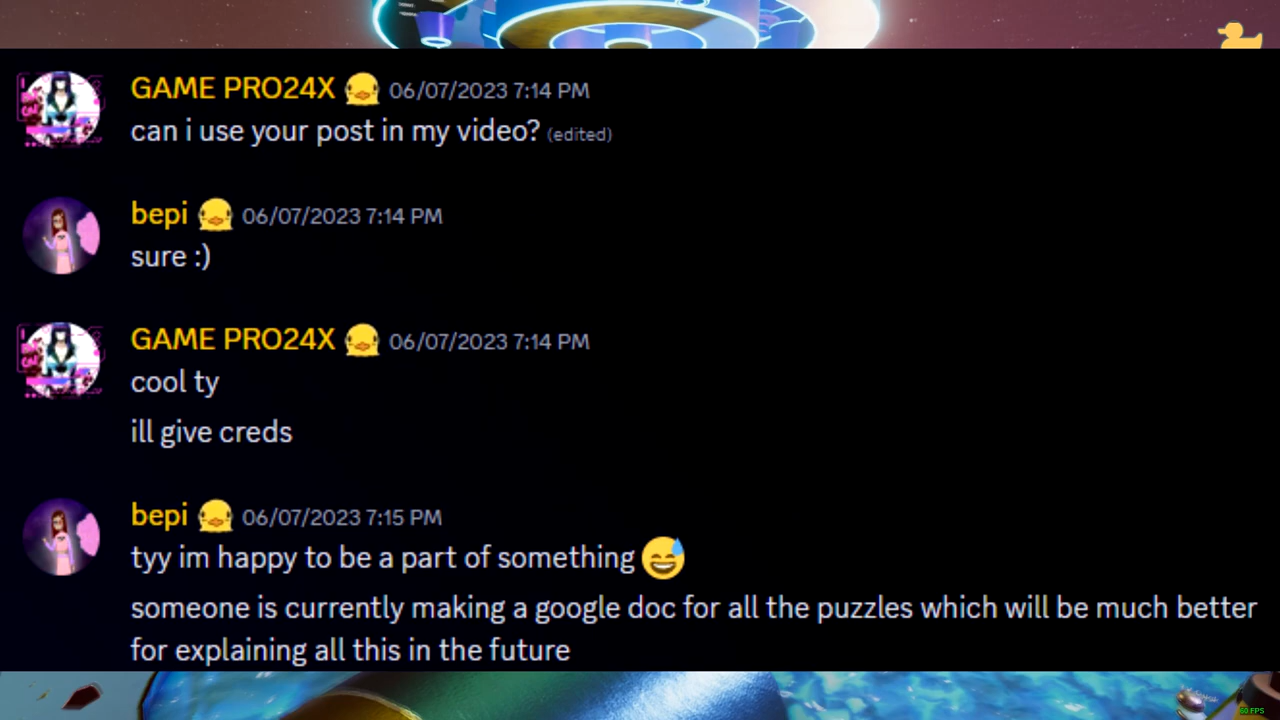 GAME PRO24X 06/07/2023 7:14 PM
can i use your post in my video? (edited)
bepi 06/07/2023 7:14 PM
sure :)
GAME PRO24X 06/07/2023 7:14 PM
cool ty
ill give creds
bepi 06/07/2023 7:15 PM
tyy im happy to be a part of something 😅
someone is currently making a google doc for all the puzzles which will be much better
for explaining all this in the future
60 FPS